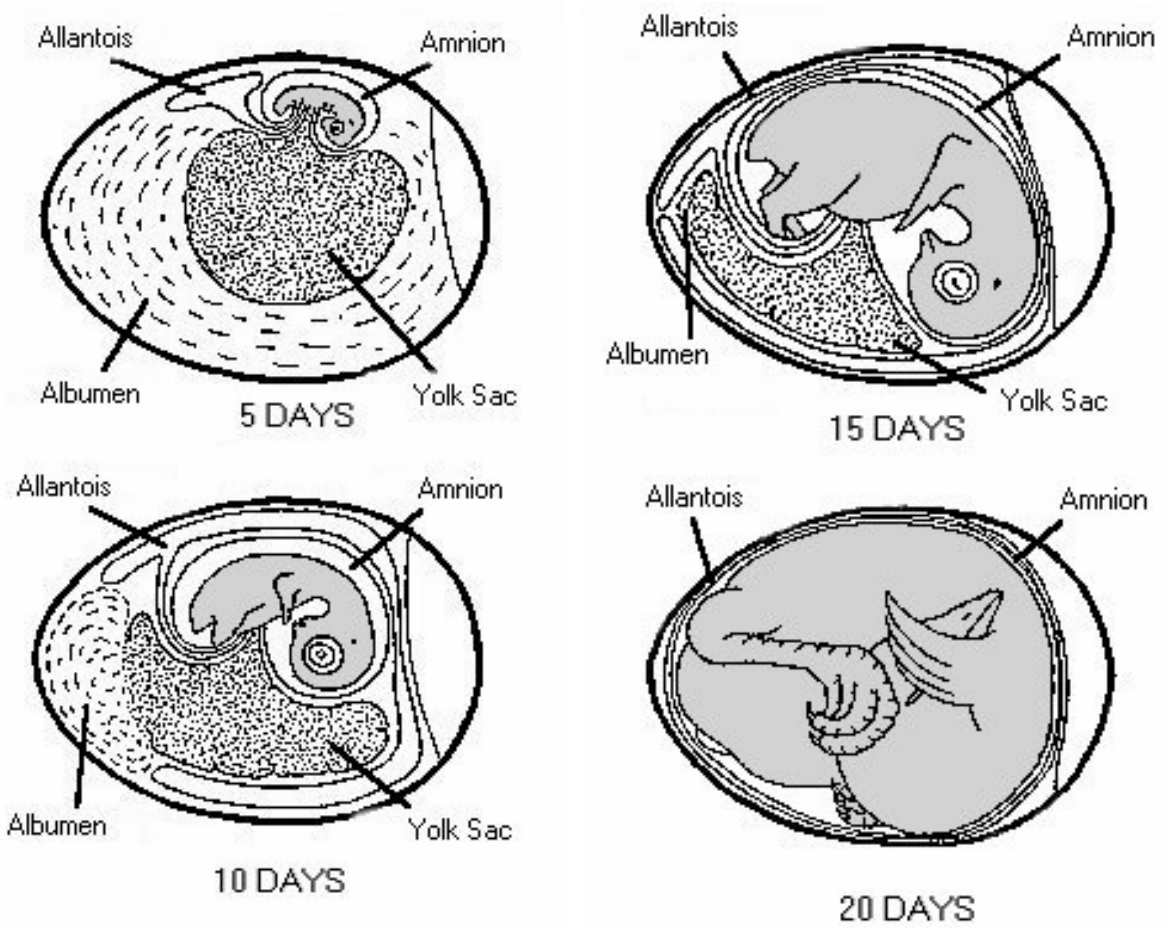 Allantois
Amnion
Albumen
Yolk Sac
5 DAYS
Allantois
Amnion
Albumen
Yolk Sac
15 DAYS
Allantois
Amnion
Albumen
Yolk Sac
10 DAYS
Allantois
Amnion
20 DAYS